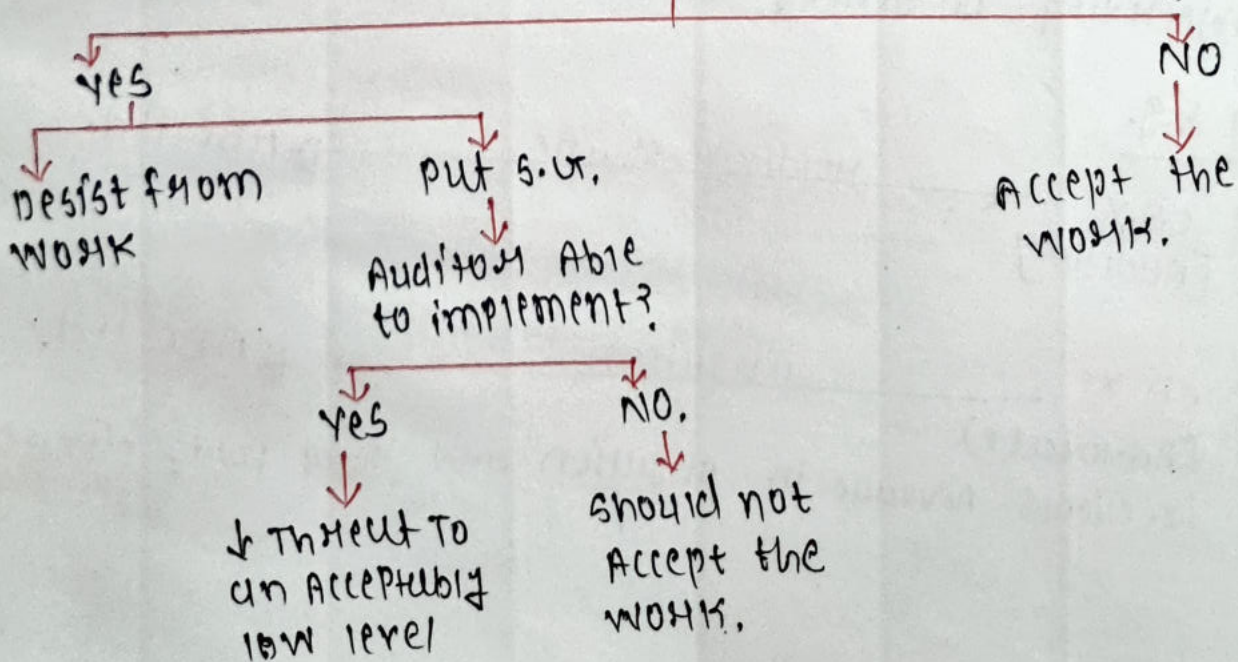 Yes
NO
Desist from
work
put s.w.
Accept the
work.
Auditor Able
to implement?
Yes
NO.
↓ Threat To
an Acceptably
low level
should not
Accept the
work.